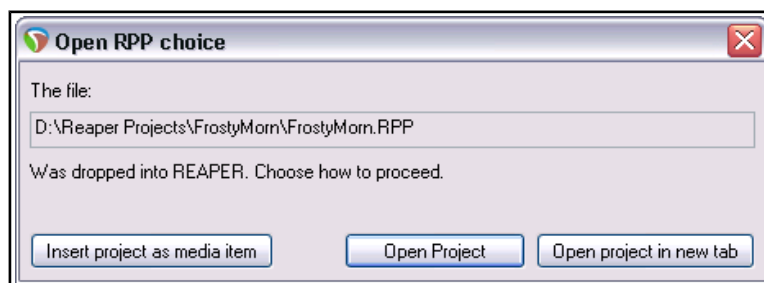 Open RPP choice
The file:
D:\Reaper Projects\FrostyMorn\FrostyMorn.RPP
Was dropped into REAPER. Choose how to proceed.
Insert project as media item Open Project Open project in new tab